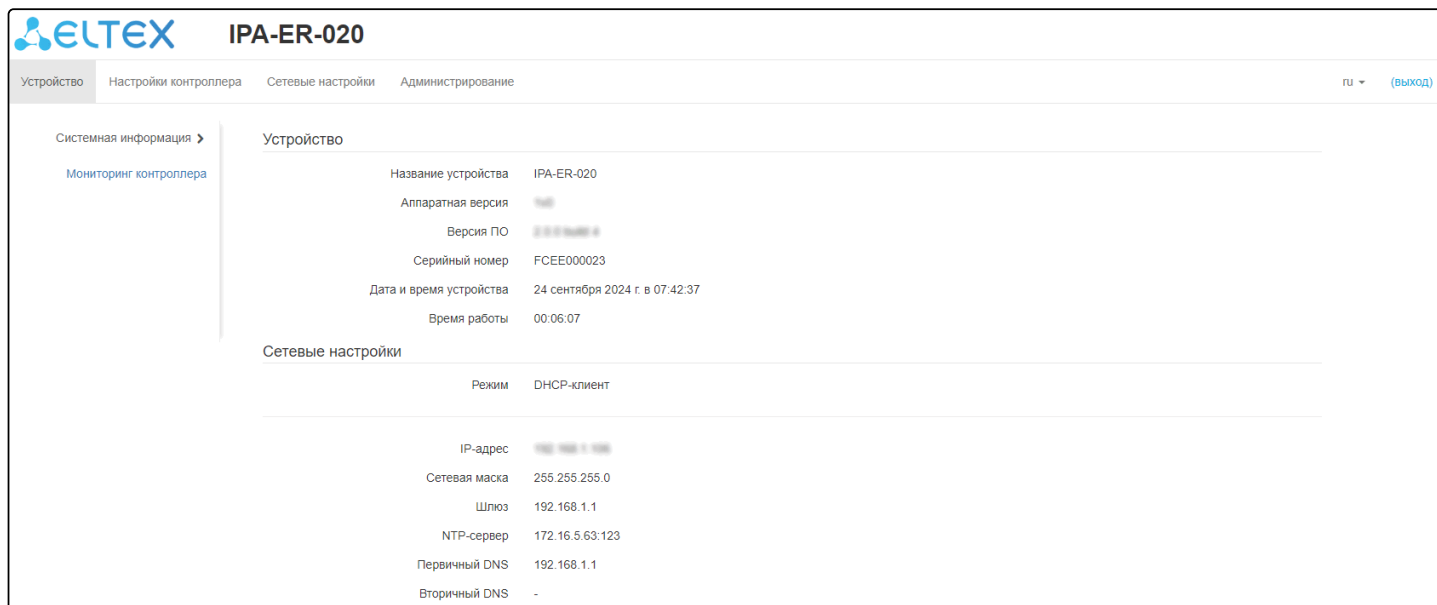 ELTEX IPA-ER-020
Устройство Настройки контроллера Сетевые настройки Администрирование ru (выход)
Системная информация
Мониторинг контроллера
Устройство
Название устройства IPA-ER-020
Аппаратная версия
Версия ПО
Серийный номер FCEE000023
Дата и время устройства 24 сентября 2024 г. в 07:42:37
Время работы 00:06:07
Сетевые настройки
Режим DHCP-клиент
IP-адрес
Сетевая маска 255.255.255.0
Шлюз 192.168.1.1
NTP-сервер 172.16.5.63:123
Первичный DNS 192.168.1.1
Вторичный DNS -